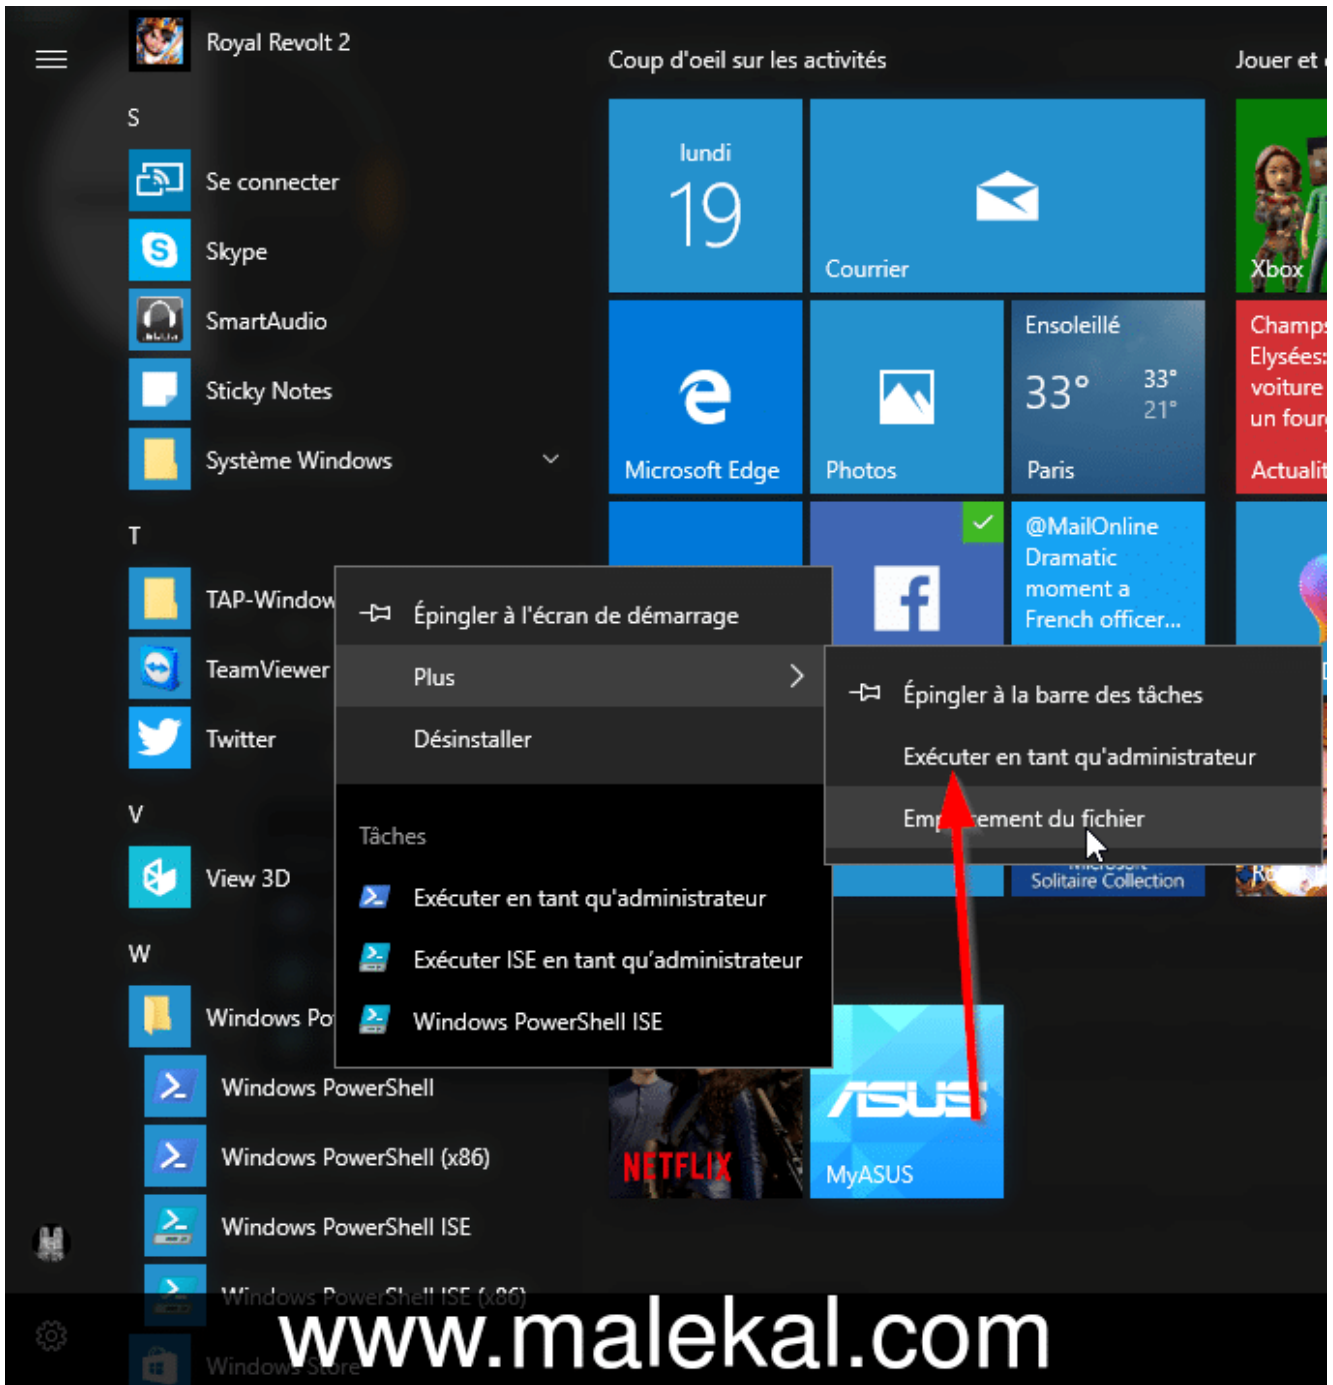 Royal Revolt 2
S
Se connecter
Skype
SmartAudio
Sticky Notes
Système Windows
T
TAP-Window
TeamViewer
Twitter
V
View 3D
W
Windows Po
Windows PowerShell
Windows PowerShell (x86)
Windows PowerShell ISE
Windows PowerShell ISE (x86)
Windows Store
Coup d'oeil sur les activités
lundi
19
Courrier
Microsoft Edge
Photos
Ensoleillé
33°
33°
21°
Paris
@MailOnline
Dramatic
moment a
French officer...
Jouer et
Xbox
Champs
Elysées:
voiture
un four
Actualit
Épingler à l'écran de démarrage
Plus
Désinstaller
Tâches
Exécuter en tant qu'administrateur
Exécuter ISE en tant qu'administrateur
Windows PowerShell ISE
Épingler à la barre des tâches
Exécuter en tant qu'administrateur
Emplacement du fichier
Microsoft
Solitaire Collection
NETFLIX
ASUS
MyASUS
www.malekal.com